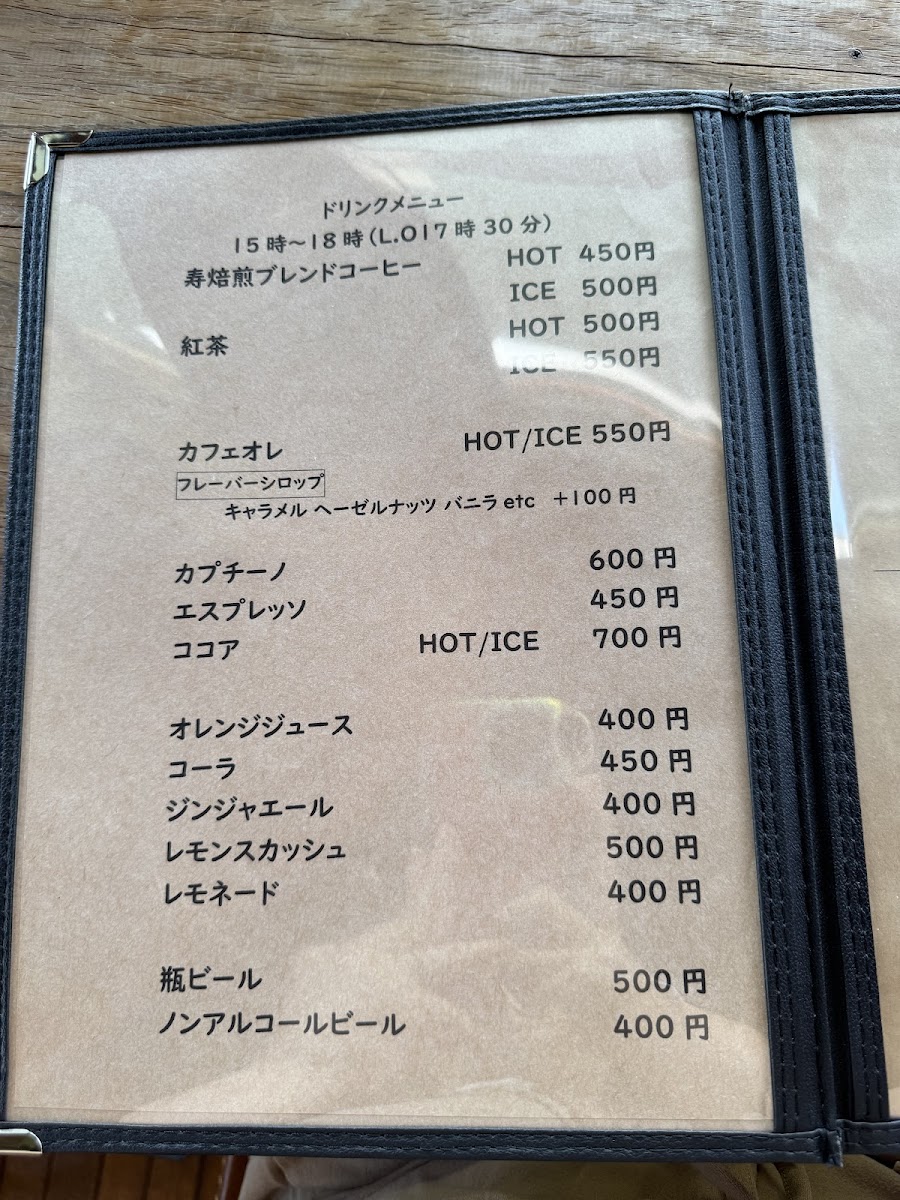 ドリンクメニュー
15時～18時(L.O17時30分)
寿焙煎ブレンドコーヒー HOT 450円
ICE 500円
紅茶 HOT 500円
ICE 550円
カフェオレ HOT/ICE 550円
フレーバーシロップ
キャラメル ヘーゼルナッツ バニラ etc +100円
カプチーノ 600円
エスプレッソ 450円
ココア HOT/ICE 700円
オレンジジュース 400円
コーラ 450円
ジンジャエール 400円
レモンスカッシュ 500円
レモネード 400円
瓶ビール 500円
ノンアルコールビール 400円